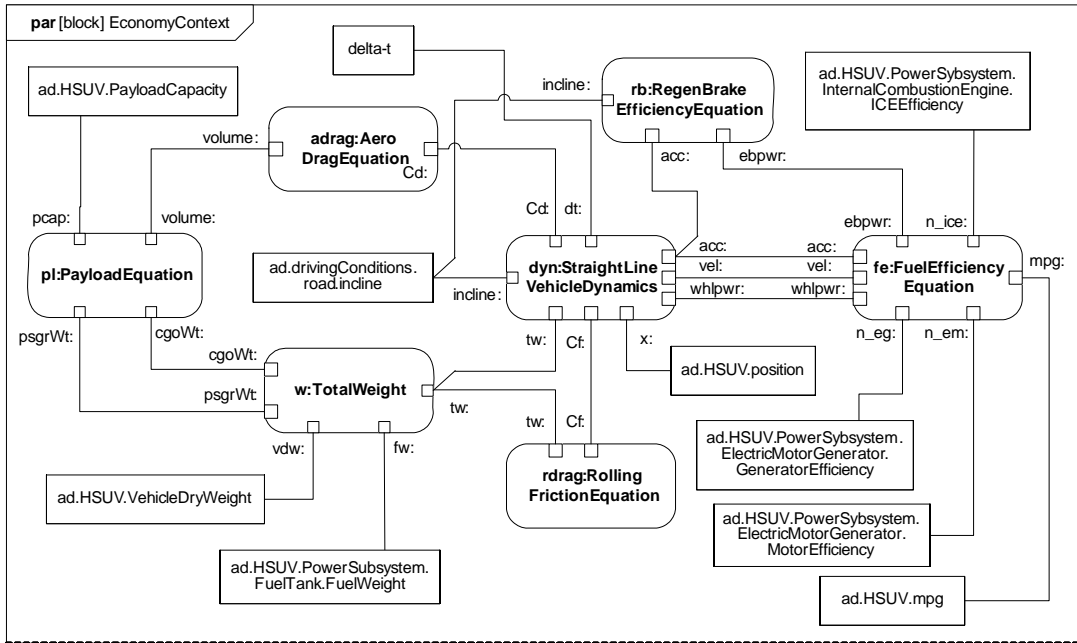 par [block] EconomyContext
delta-t
ad.HSUV.PayloadCapacity
incline:
rb:RegenBrake
EfficiencyEquation
ad.HSUV.PowerSybsystem.
InternalCombustionEngine.
ICEEfficiency
volume:
adrag:Aero
DragEquation
Cd:
acc:
ebpwr:
pcap:
volume:
Cd:
dt:
ebpwr:
n_ice:
pl:PayloadEquation
ad.drivingConditions.
road.incline
incline:
dyn:StraightLine
VehicleDynamics
acc:
vel:
whlpwr:
acc:
vel:
whlpwr:
fe:FuelEfficiency
Equation
mpg:
psgrWt:
cgoWt:
tw:
Cf:
x:
n_eg:
n_em:
cgoWt:
psgrWt:
w:TotalWeight
tw:
ad.HSUV.position
vdw:
fw:
tw:
Cf:
ad.HSUV.PowerSybsystem.
ElectricMotorGenerator.
GeneratorEfficiency
rdrag:Rolling
FrictionEquation
ad.HSUV.VehicleDryWeight
ad.HSUV.PowerSybsystem.
ElectricMotorGenerator.
MotorEfficiency
ad.HSUV.PowerSubsystem.
FuelTank.FuelWeight
ad.HSUV.mpg